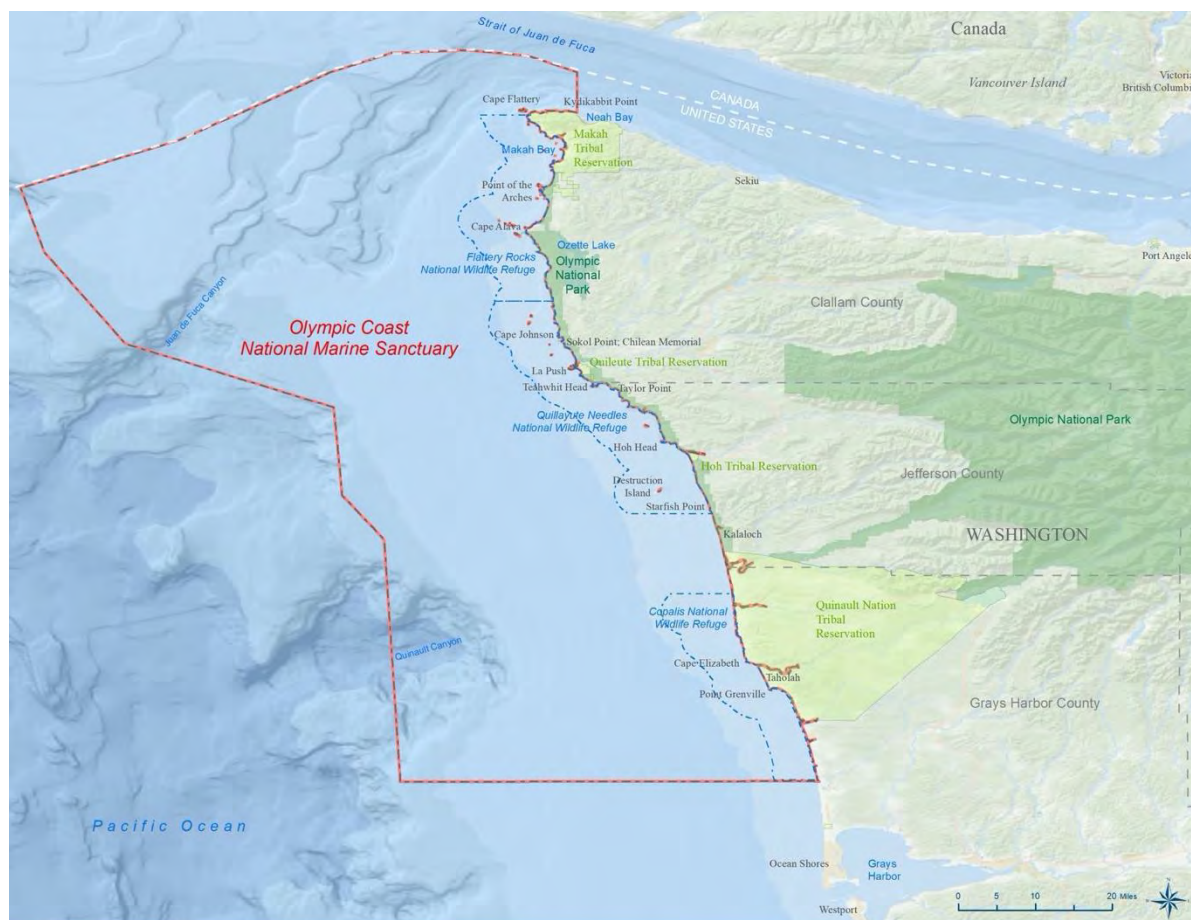 Strait of Juan de Fuca
Canada
Vancouver Island
Victoria
British Columbi
CANADA
UNITED STATES
Cape Flattery
Kydikabbit Point
Neah Bay
Makah Bay
Makah
Tribal
Reservation
Sekiu
Point of the
Arches
Cape Alava
Port Angele
Ozette Lake
Flattery Rocks
National Wildlife Refuge
Olympic
National
Park
Juan de Fuca Canyon
Clallam County
Olympic Coast
National Marine Sanctuary
Cape Johnson
Sokol Point; Chilean Memorial
Quileute Tribal Reservation
La Push
Teahwhit Head
Taylor Point
Quillayute Needles
National Wildlife Refuge
Olympic National Park
Hoh Head
Hoh Tribal Reservation
Jefferson County
Destruction
Island
Starfish Point
Kalaloch
WASHINGTON
Copalis National
Wildlife Refuge
Quinault Nation
Tribal
Reservation
Quinault Canyon
Cape Elizabeth
Taholah
Point Grenville
Grays Harbor County
Pacific Ocean
Ocean Shores
Grays
Harbor
Westport
0 5 10 20 Miles
N